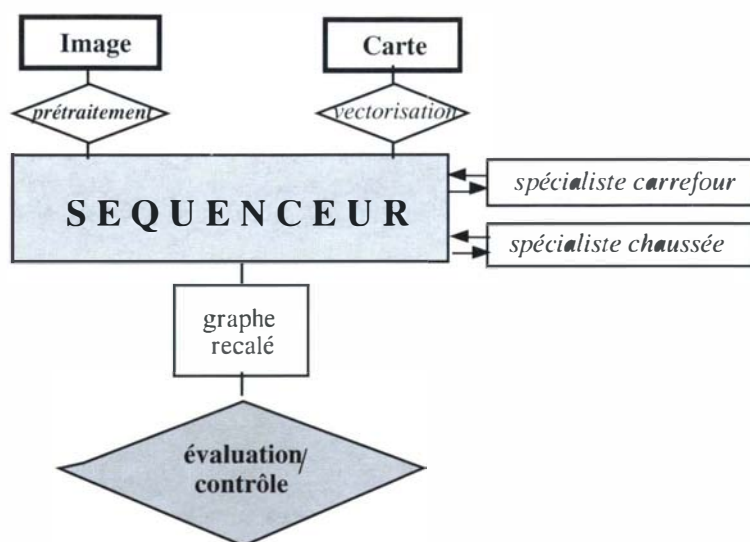 Image
Carte
prétraitement
vectorisation
SEQUENCEUR
spécialiste carrefour
spécialiste chaussée
graphe
recalé
évaluation/
contrôle